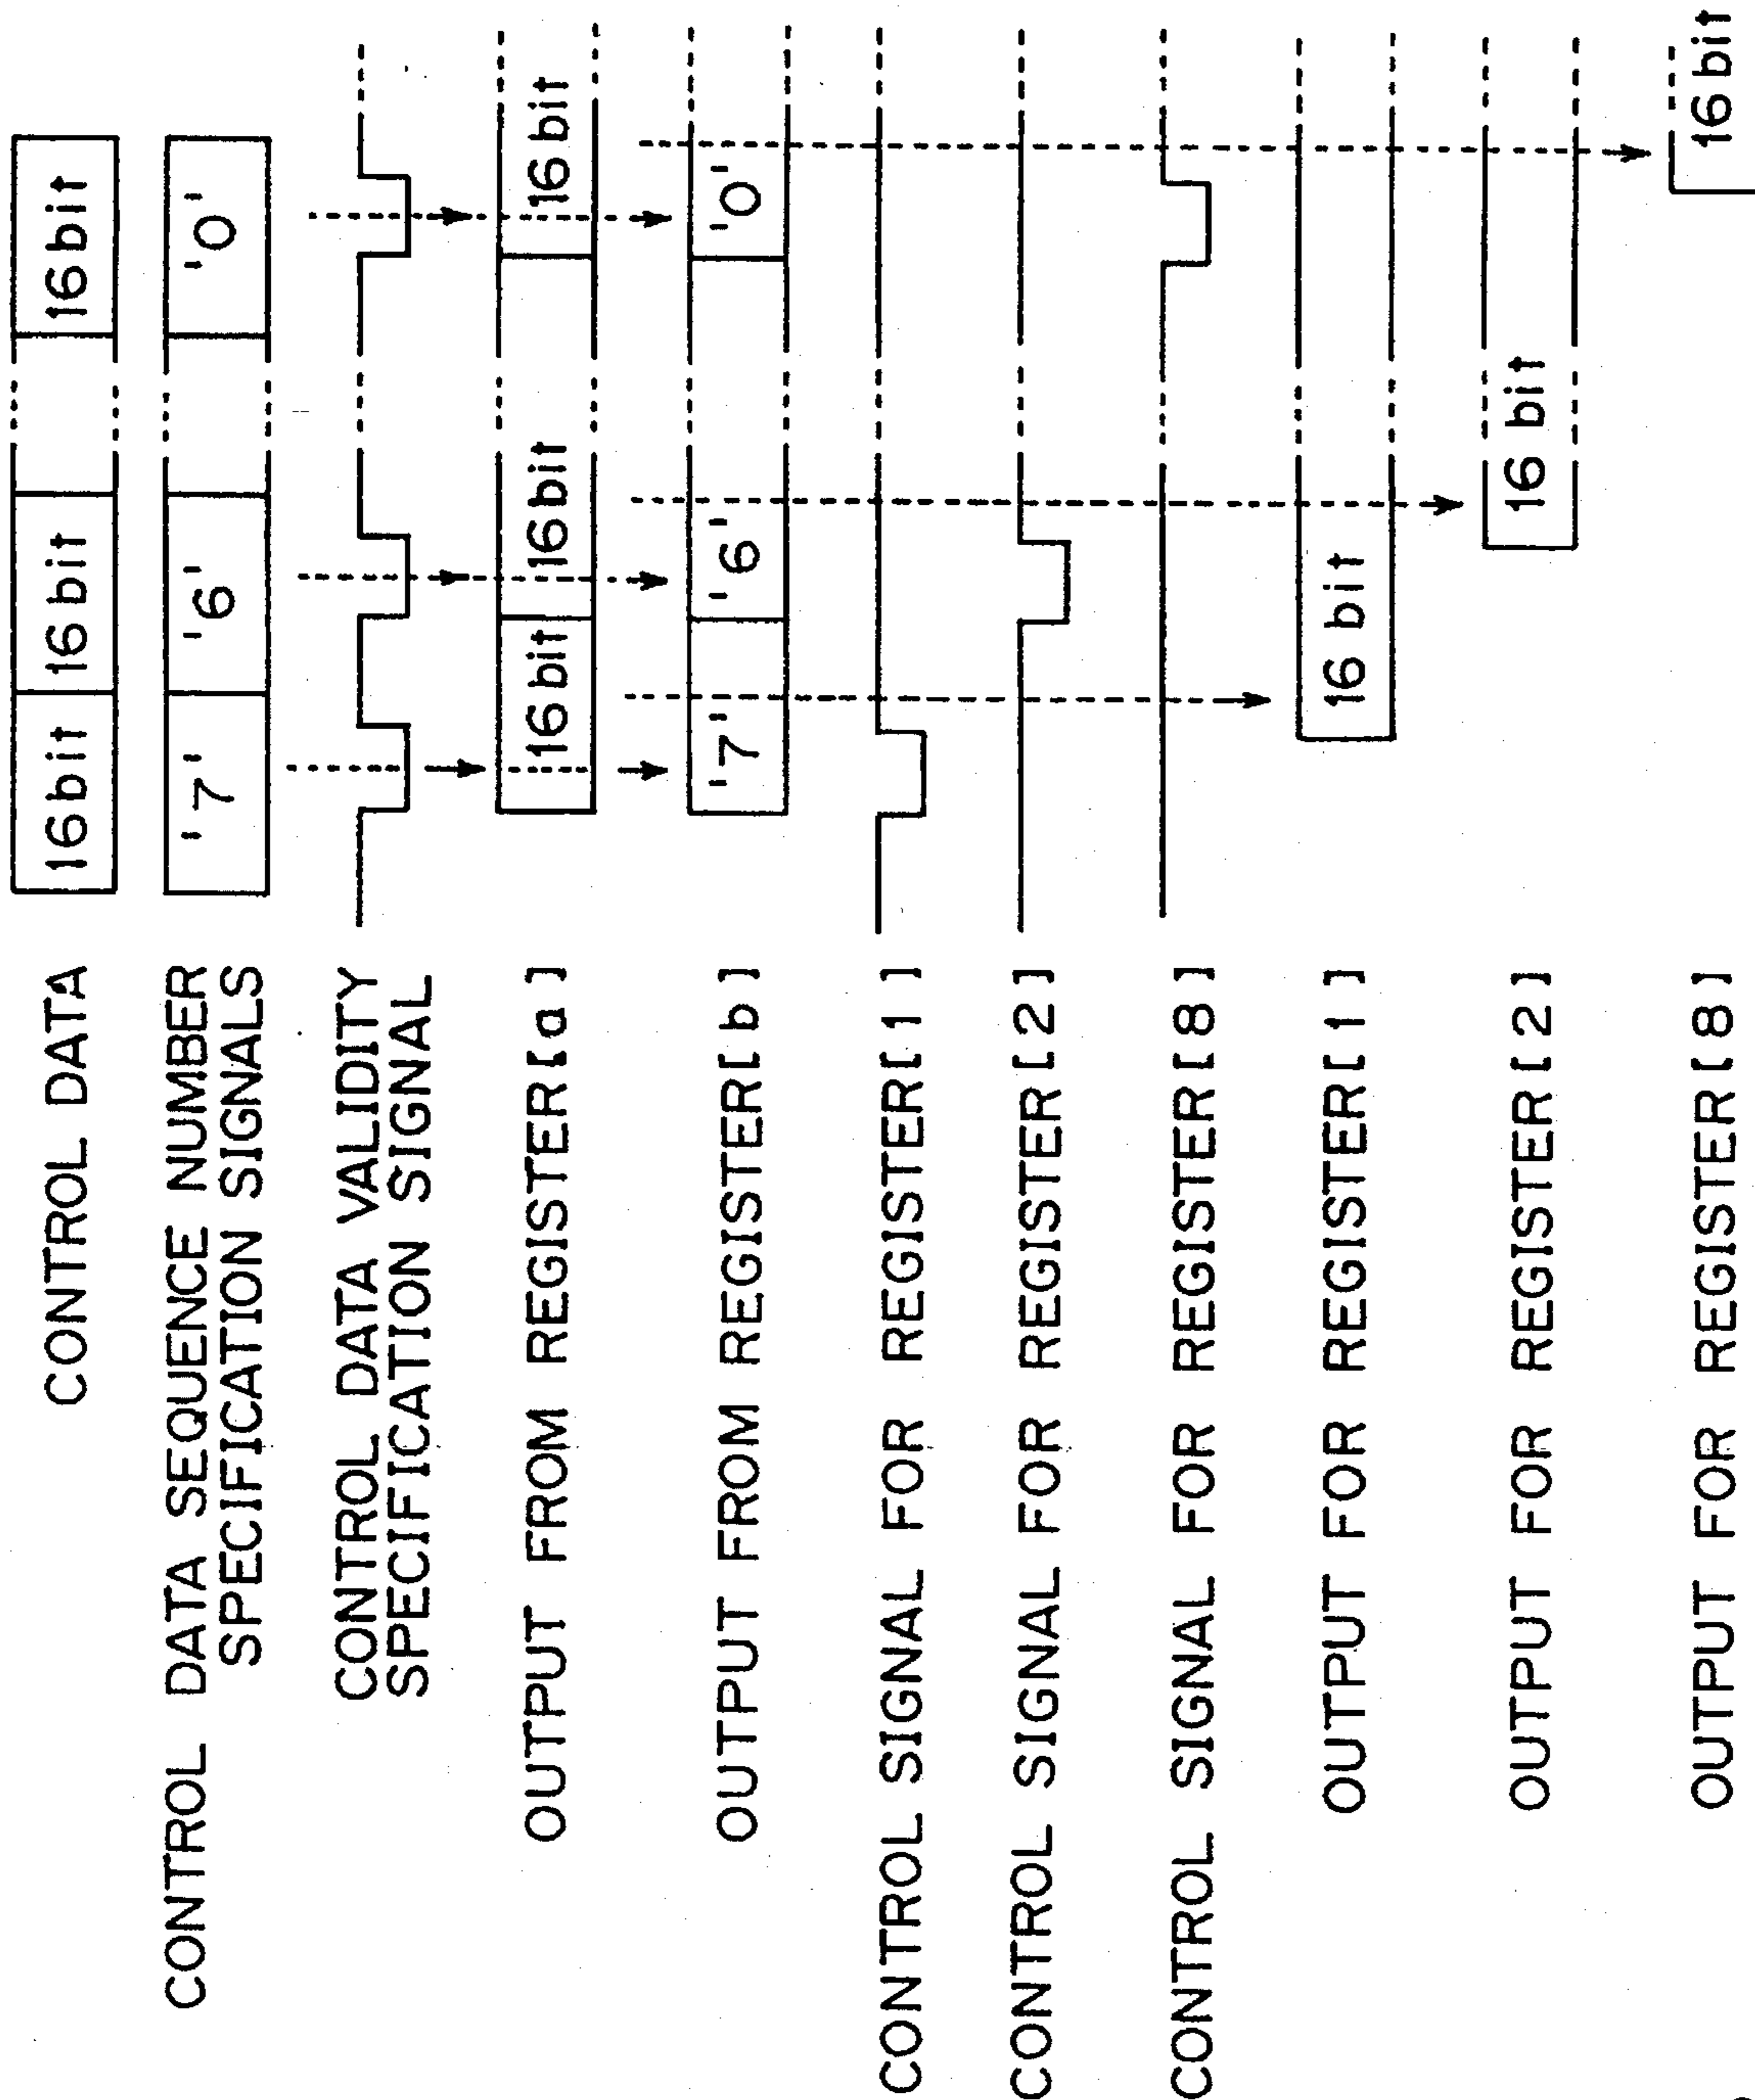 CONTROL DATA
16bit 16bit 16bit
CONTROL DATA SEQUENCE NUMBER
SPECIFICATION SIGNALS
'7' '6' '0'
CONTROL DATA VALIDITY
SPECIFICATION SIGNAL
OUTPUT FROM REGISTER[a]
16bit 16bit 16bit
OUTPUT FROM REGISTER[b]
'7' '6' '0'
CONTROL SIGNAL FOR REGISTER[1]
CONTROL SIGNAL FOR REGISTER[2]
CONTROL SIGNAL FOR REGISTER[8]
OUTPUT FOR REGISTER[1]
16 bit
OUTPUT FOR REGISTER[2]
16 bit
OUTPUT FOR REGISTER[8]
16 bit